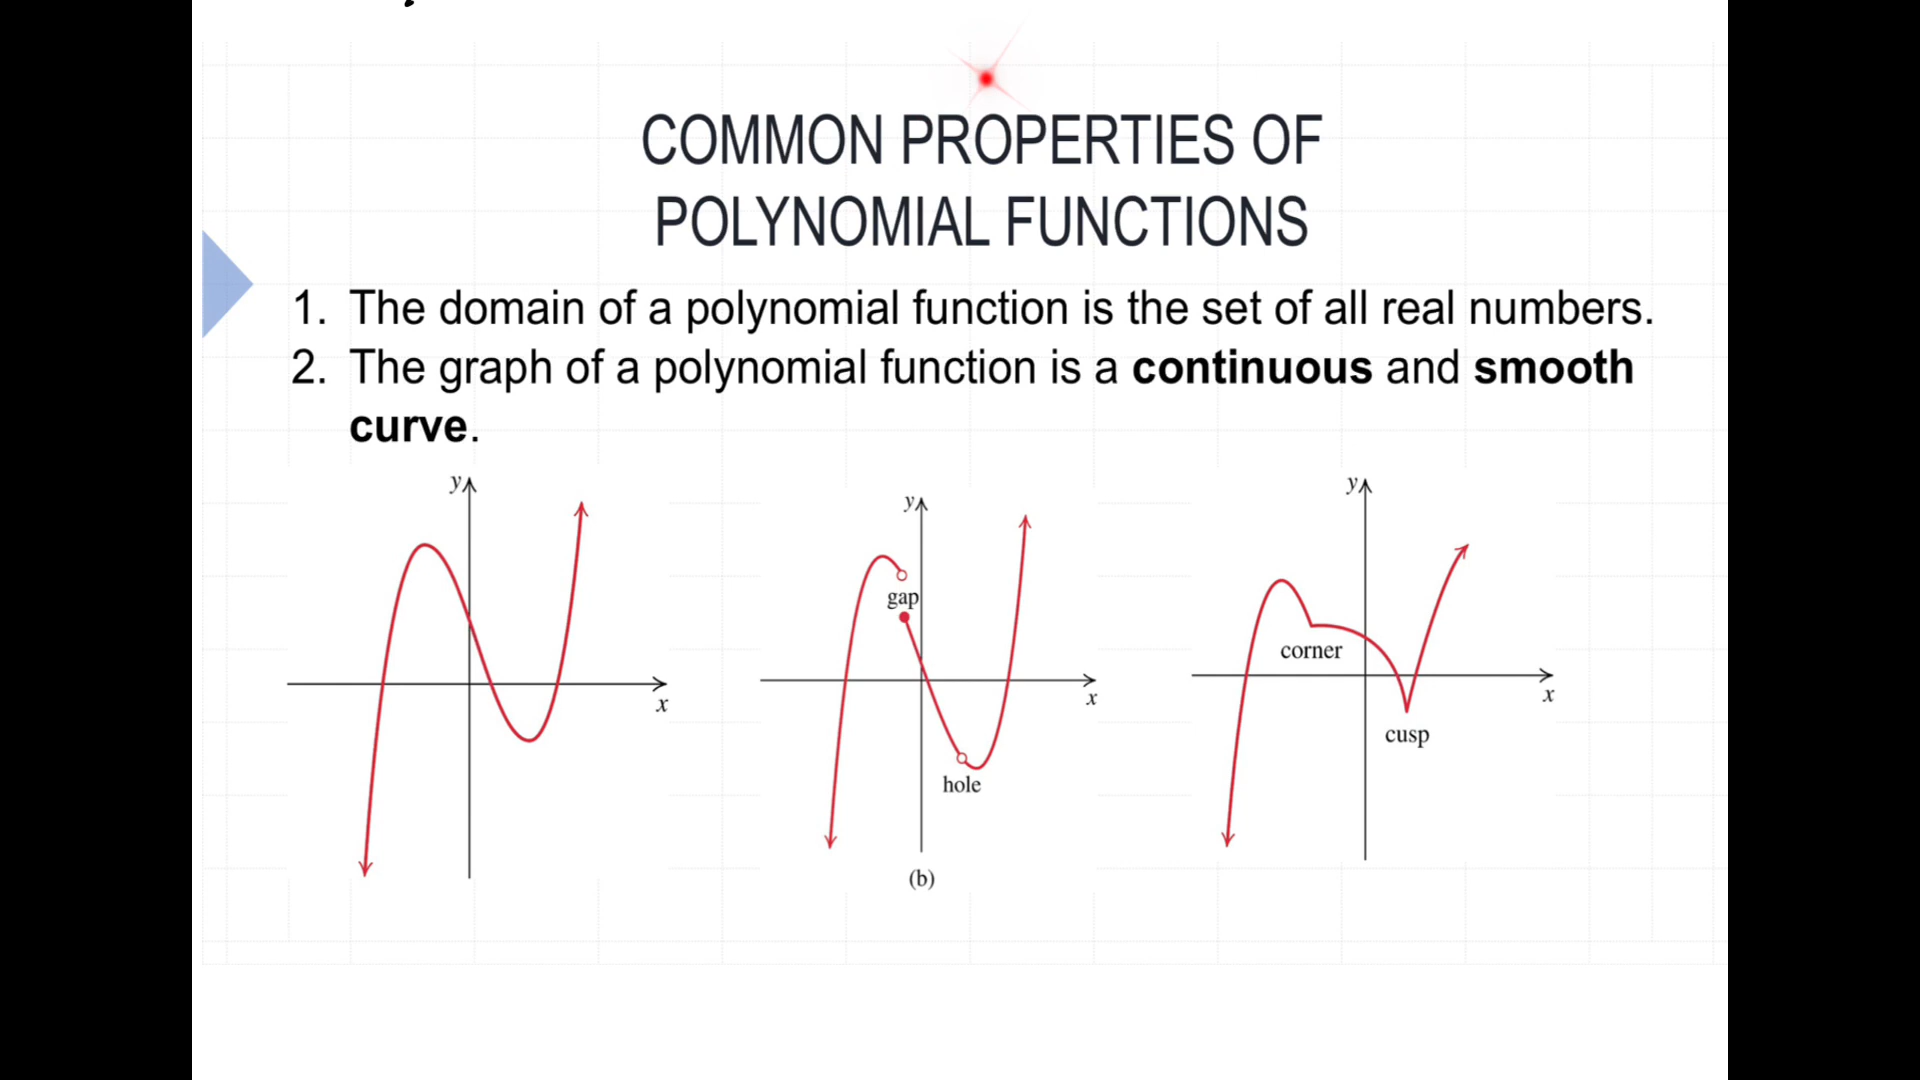 COMMON PROPERTIES OF
POLYNOMIAL FUNCTIONS
1. The domain of a polynomial function is the set of all real numbers.
2. The graph of a polynomial function is a continuous and smooth
curve.
y
x
y
gap
x
hole
(b)
y
corner
x
cusp